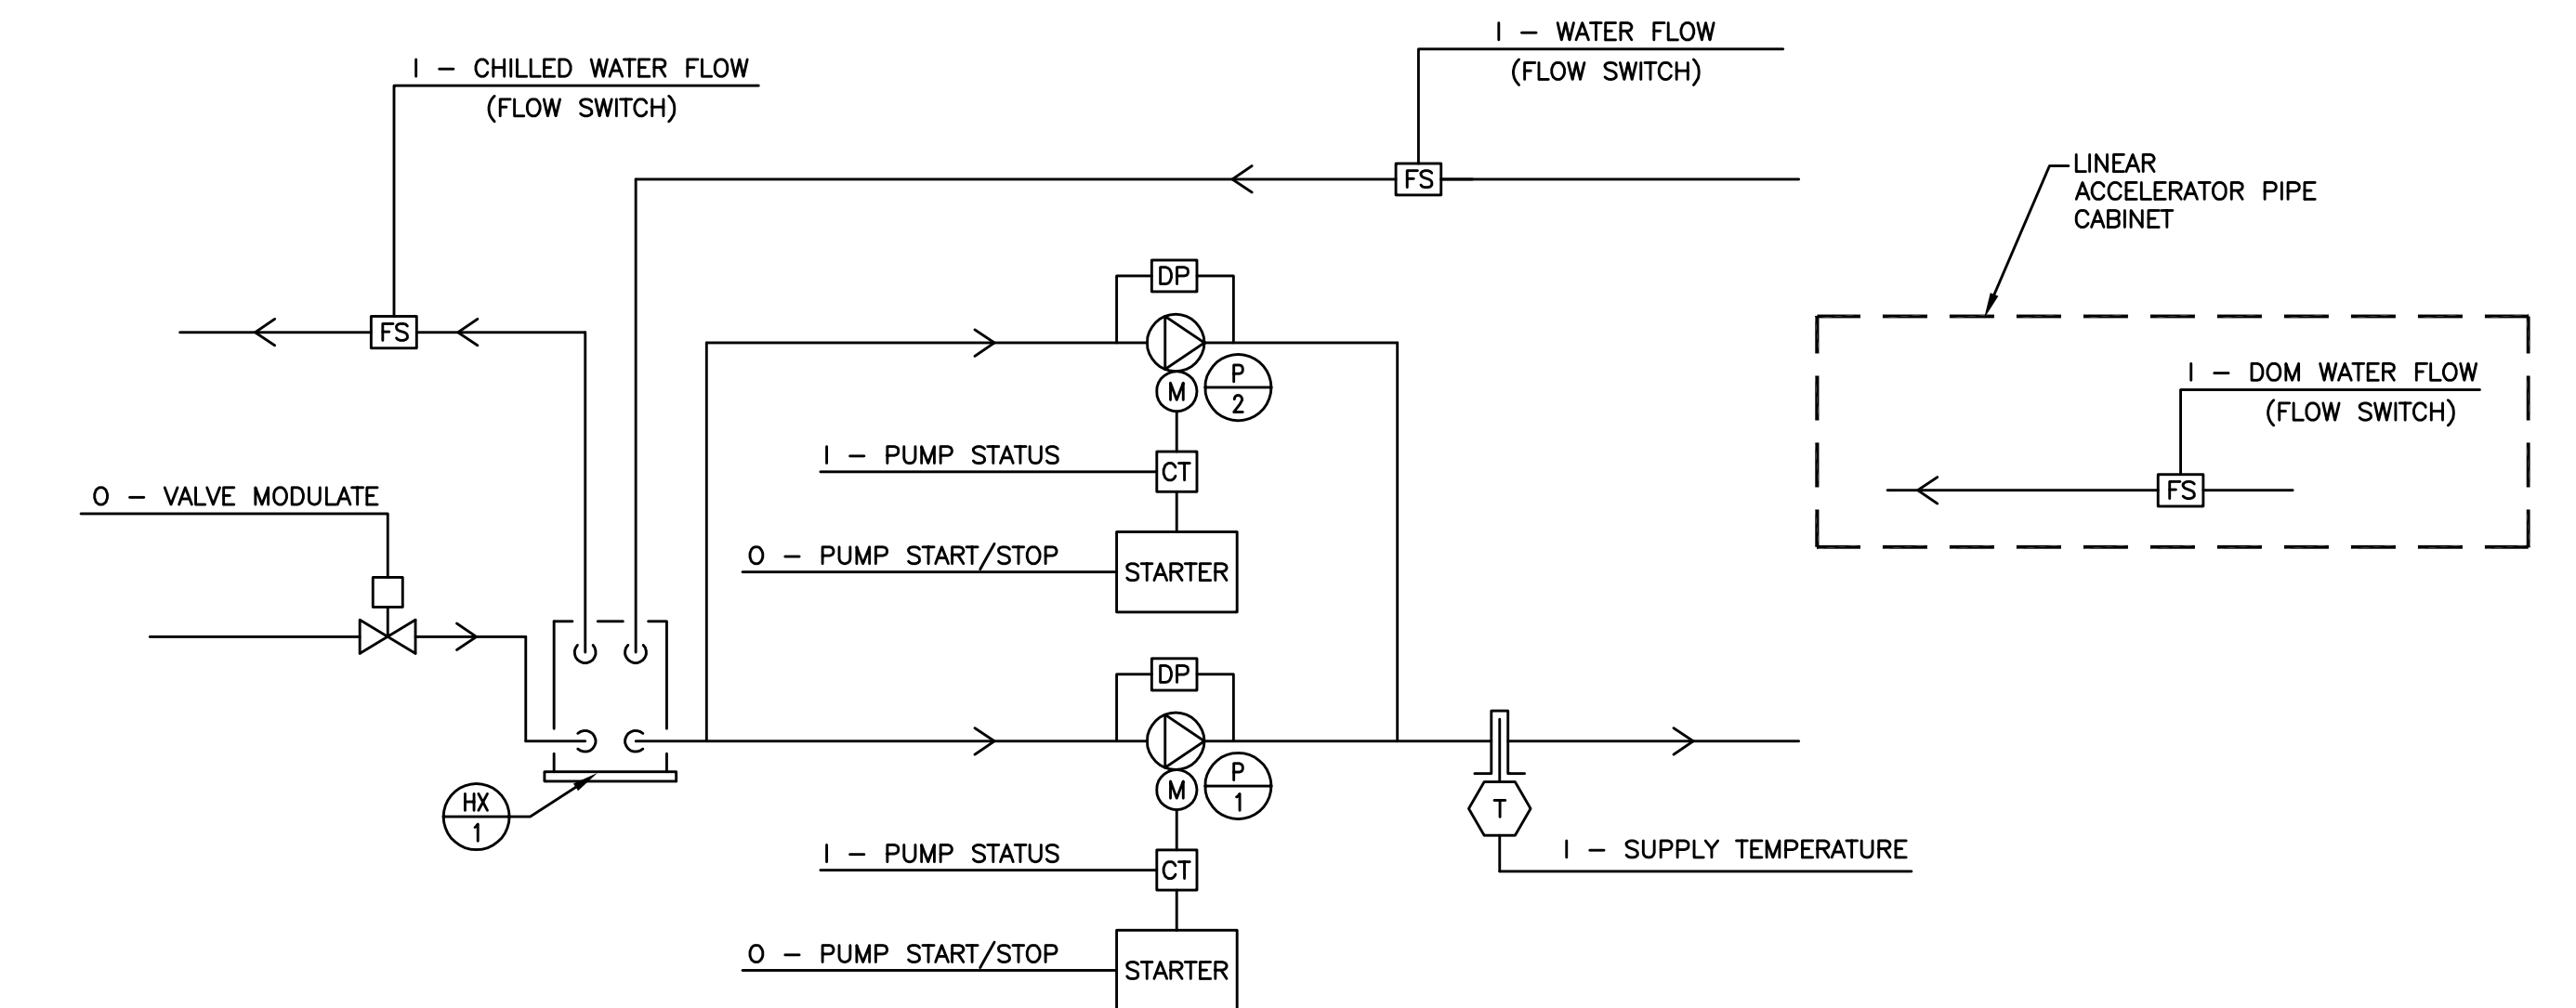 I - WATER FLOW
(FLOW SWITCH)
I - CHILLED WATER FLOW
(FLOW SWITCH)
FS
LINEAR
ACCELERATOR PIPE
CABINET
DP
FS
P
2
M
I - DOM WATER FLOW
(FLOW SWITCH)
I - PUMP STATUS
CT
FS
O - VALVE MODULATE
O - PUMP START/STOP
STARTER
DP
P
1
M
HX
1
T
I - PUMP STATUS
CT
I - SUPPLY TEMPERATURE
O - PUMP START/STOP
STARTER